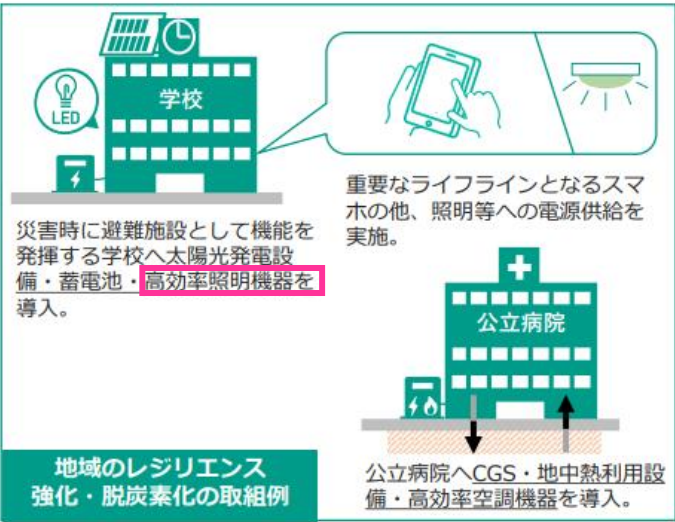 LED
学校
災害時に避難施設として機能を
発揮する学校へ太陽光発電設
備・蓄電池・高効率照明機器を
導入。
重要なライフラインとなるスマ
ホの他、照明等への電源供給を
実施。
公立病院
公立病院へCGS・地中熱利用設
備・高効率空調機器を導入。
地域のレジリエンス
強化・脱炭素化の取組例